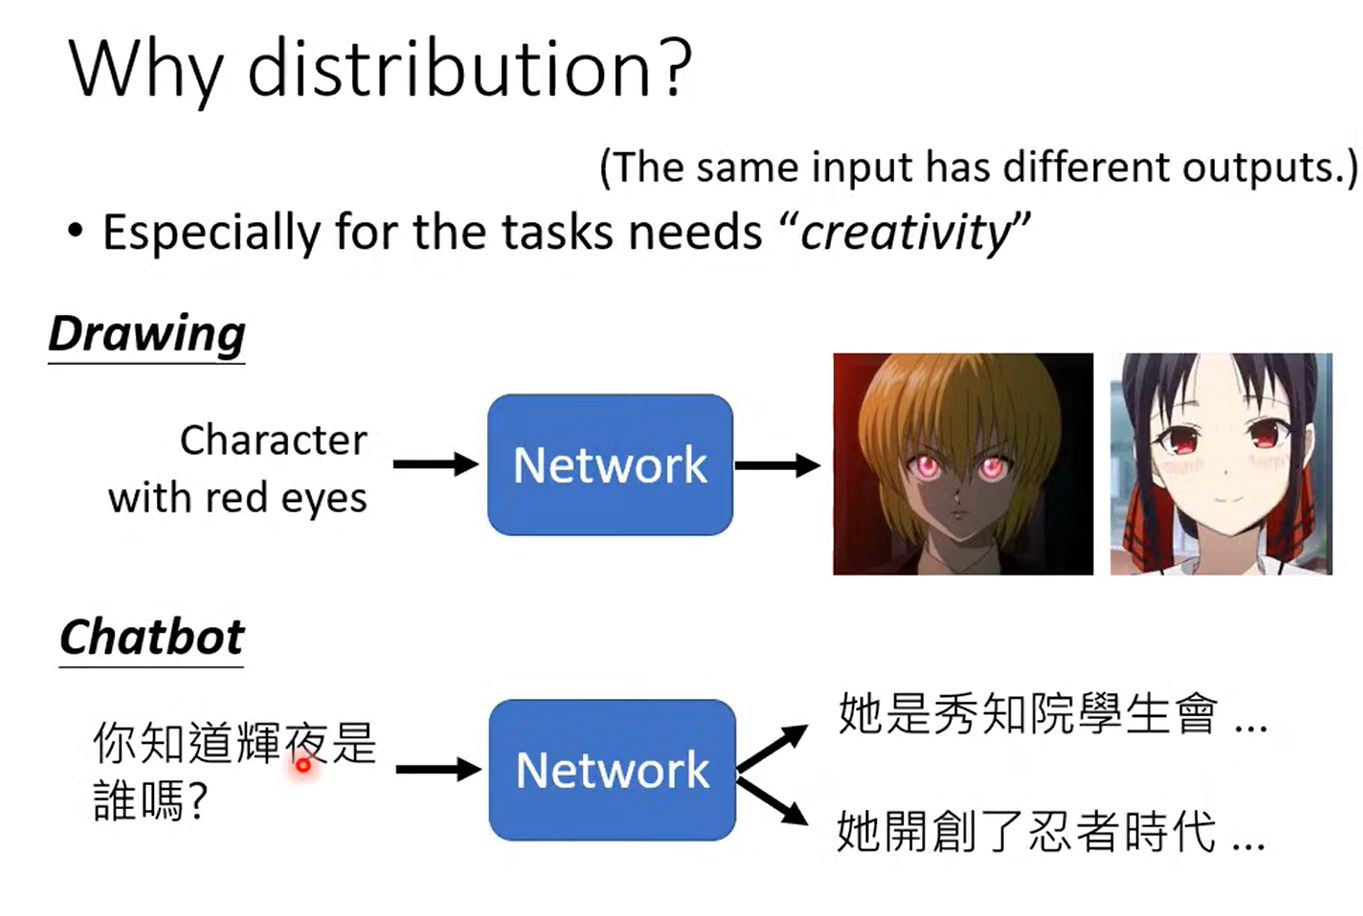 Why distribution?
(The same input has different outputs.)
• Especially for the tasks needs “creativity”
Drawing
Character
with red eyes
Network
Chatbot
你知道輝夜是
誰嗎?
Network
她是秀知院學生會 ...
她開創了忍者時代 ...